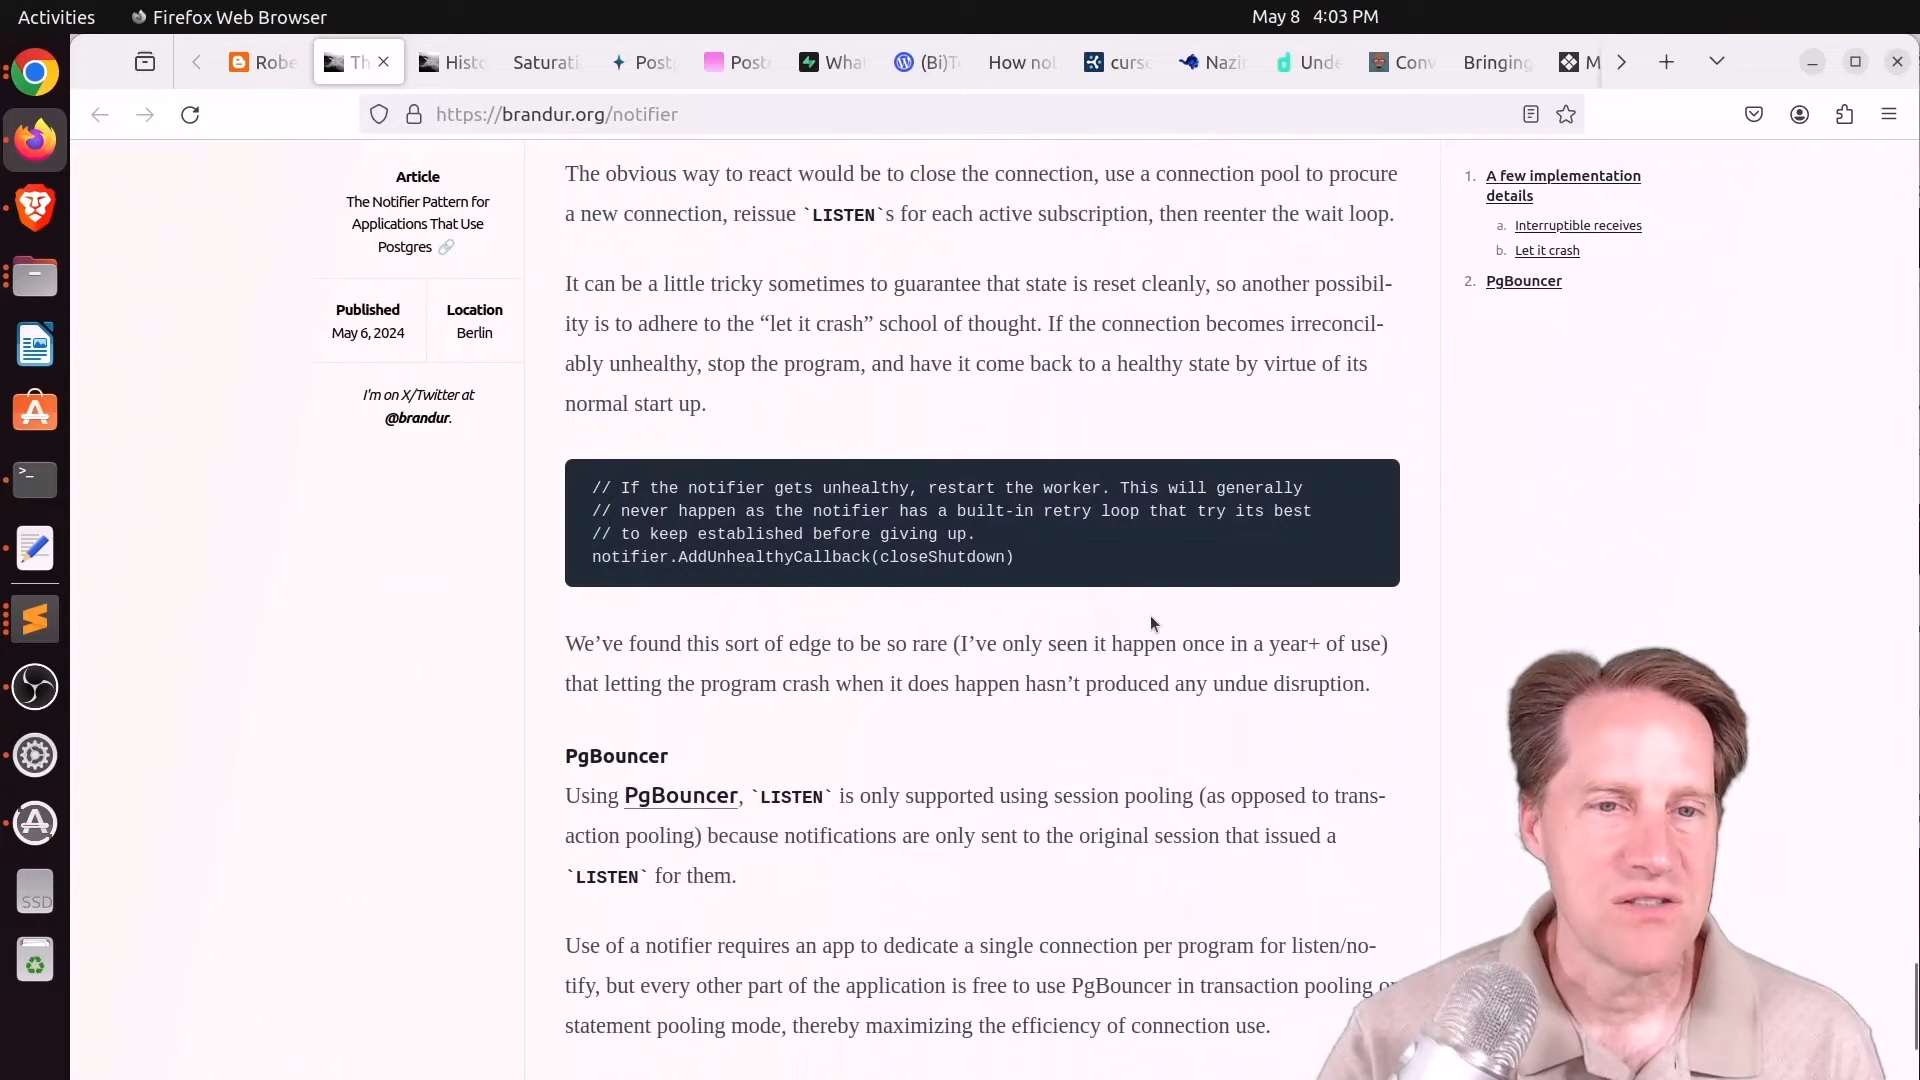 Activities
Firefox Web Browser
May 8 4:03 PM
Robe
Th
Histo
Saturati
Post
Post
What
(Bi)T
How not
curso
Nazir
Unde
Conv
Bringing
M
https://brandur.org/notifier
Article
The Notifier Pattern for
Applications That Use
Postgres
Published
May 6, 2024
Location
Berlin
I'm on X/Twitter at
@brandur.
The obvious way to react would be to close the connection, use a connection pool to procure
a new connection, reissue `LISTEN`s for each active subscription, then reenter the wait loop.
It can be a little tricky sometimes to guarantee that state is reset cleanly, so another possibil-
ity is to adhere to the “let it crash” school of thought. If the connection becomes irreconcil-
ably unhealthy, stop the program, and have it come back to a healthy state by virtue of its
normal start up.
// If the notifier gets unhealthy, restart the worker. This will generally
// never happen as the notifier has a built-in retry loop that try its best
// to keep established before giving up.
notifier.AddUnhealthyCallback(closeShutdown)
We’ve found this sort of edge to be so rare (I’ve only seen it happen once in a year+ of use)
that letting the program crash when it does happen hasn’t produced any undue disruption.
PgBouncer
Using PgBouncer, `LISTEN` is only supported using session pooling (as opposed to trans-
action pooling) because notifications are only sent to the original session that issued a
`LISTEN` for them.
Use of a notifier requires an app to dedicate a single connection per program for listen/no-
tify, but every other part of the application is free to use PgBouncer in transaction pooling or
statement pooling mode, thereby maximizing the efficiency of connection use.
1. A few implementation
details
a. Interruptible receives
b. Let it crash
2. PgBouncer
SSD